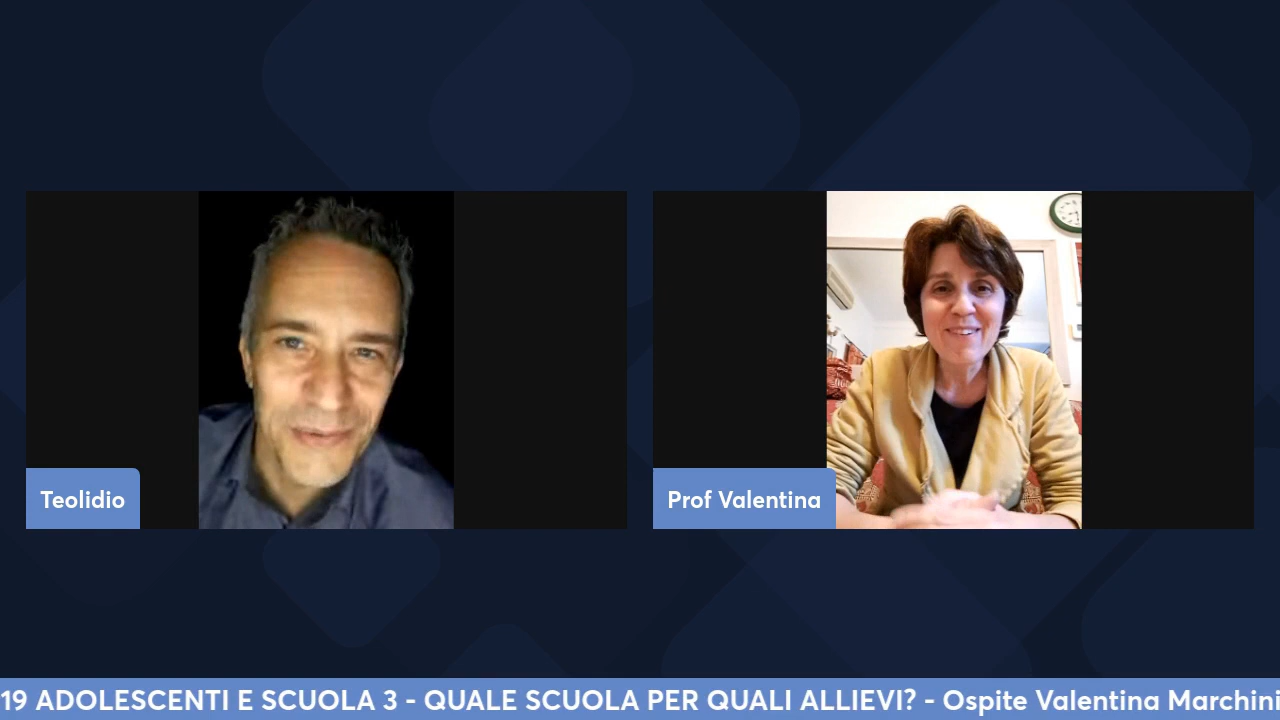 Teolidio
Prof Valentina
19 ADOLESCENTI E SCUOLA 3 - QUALE SCUOLA PER QUALI ALLIEVI? - Ospite Valentina Marchini